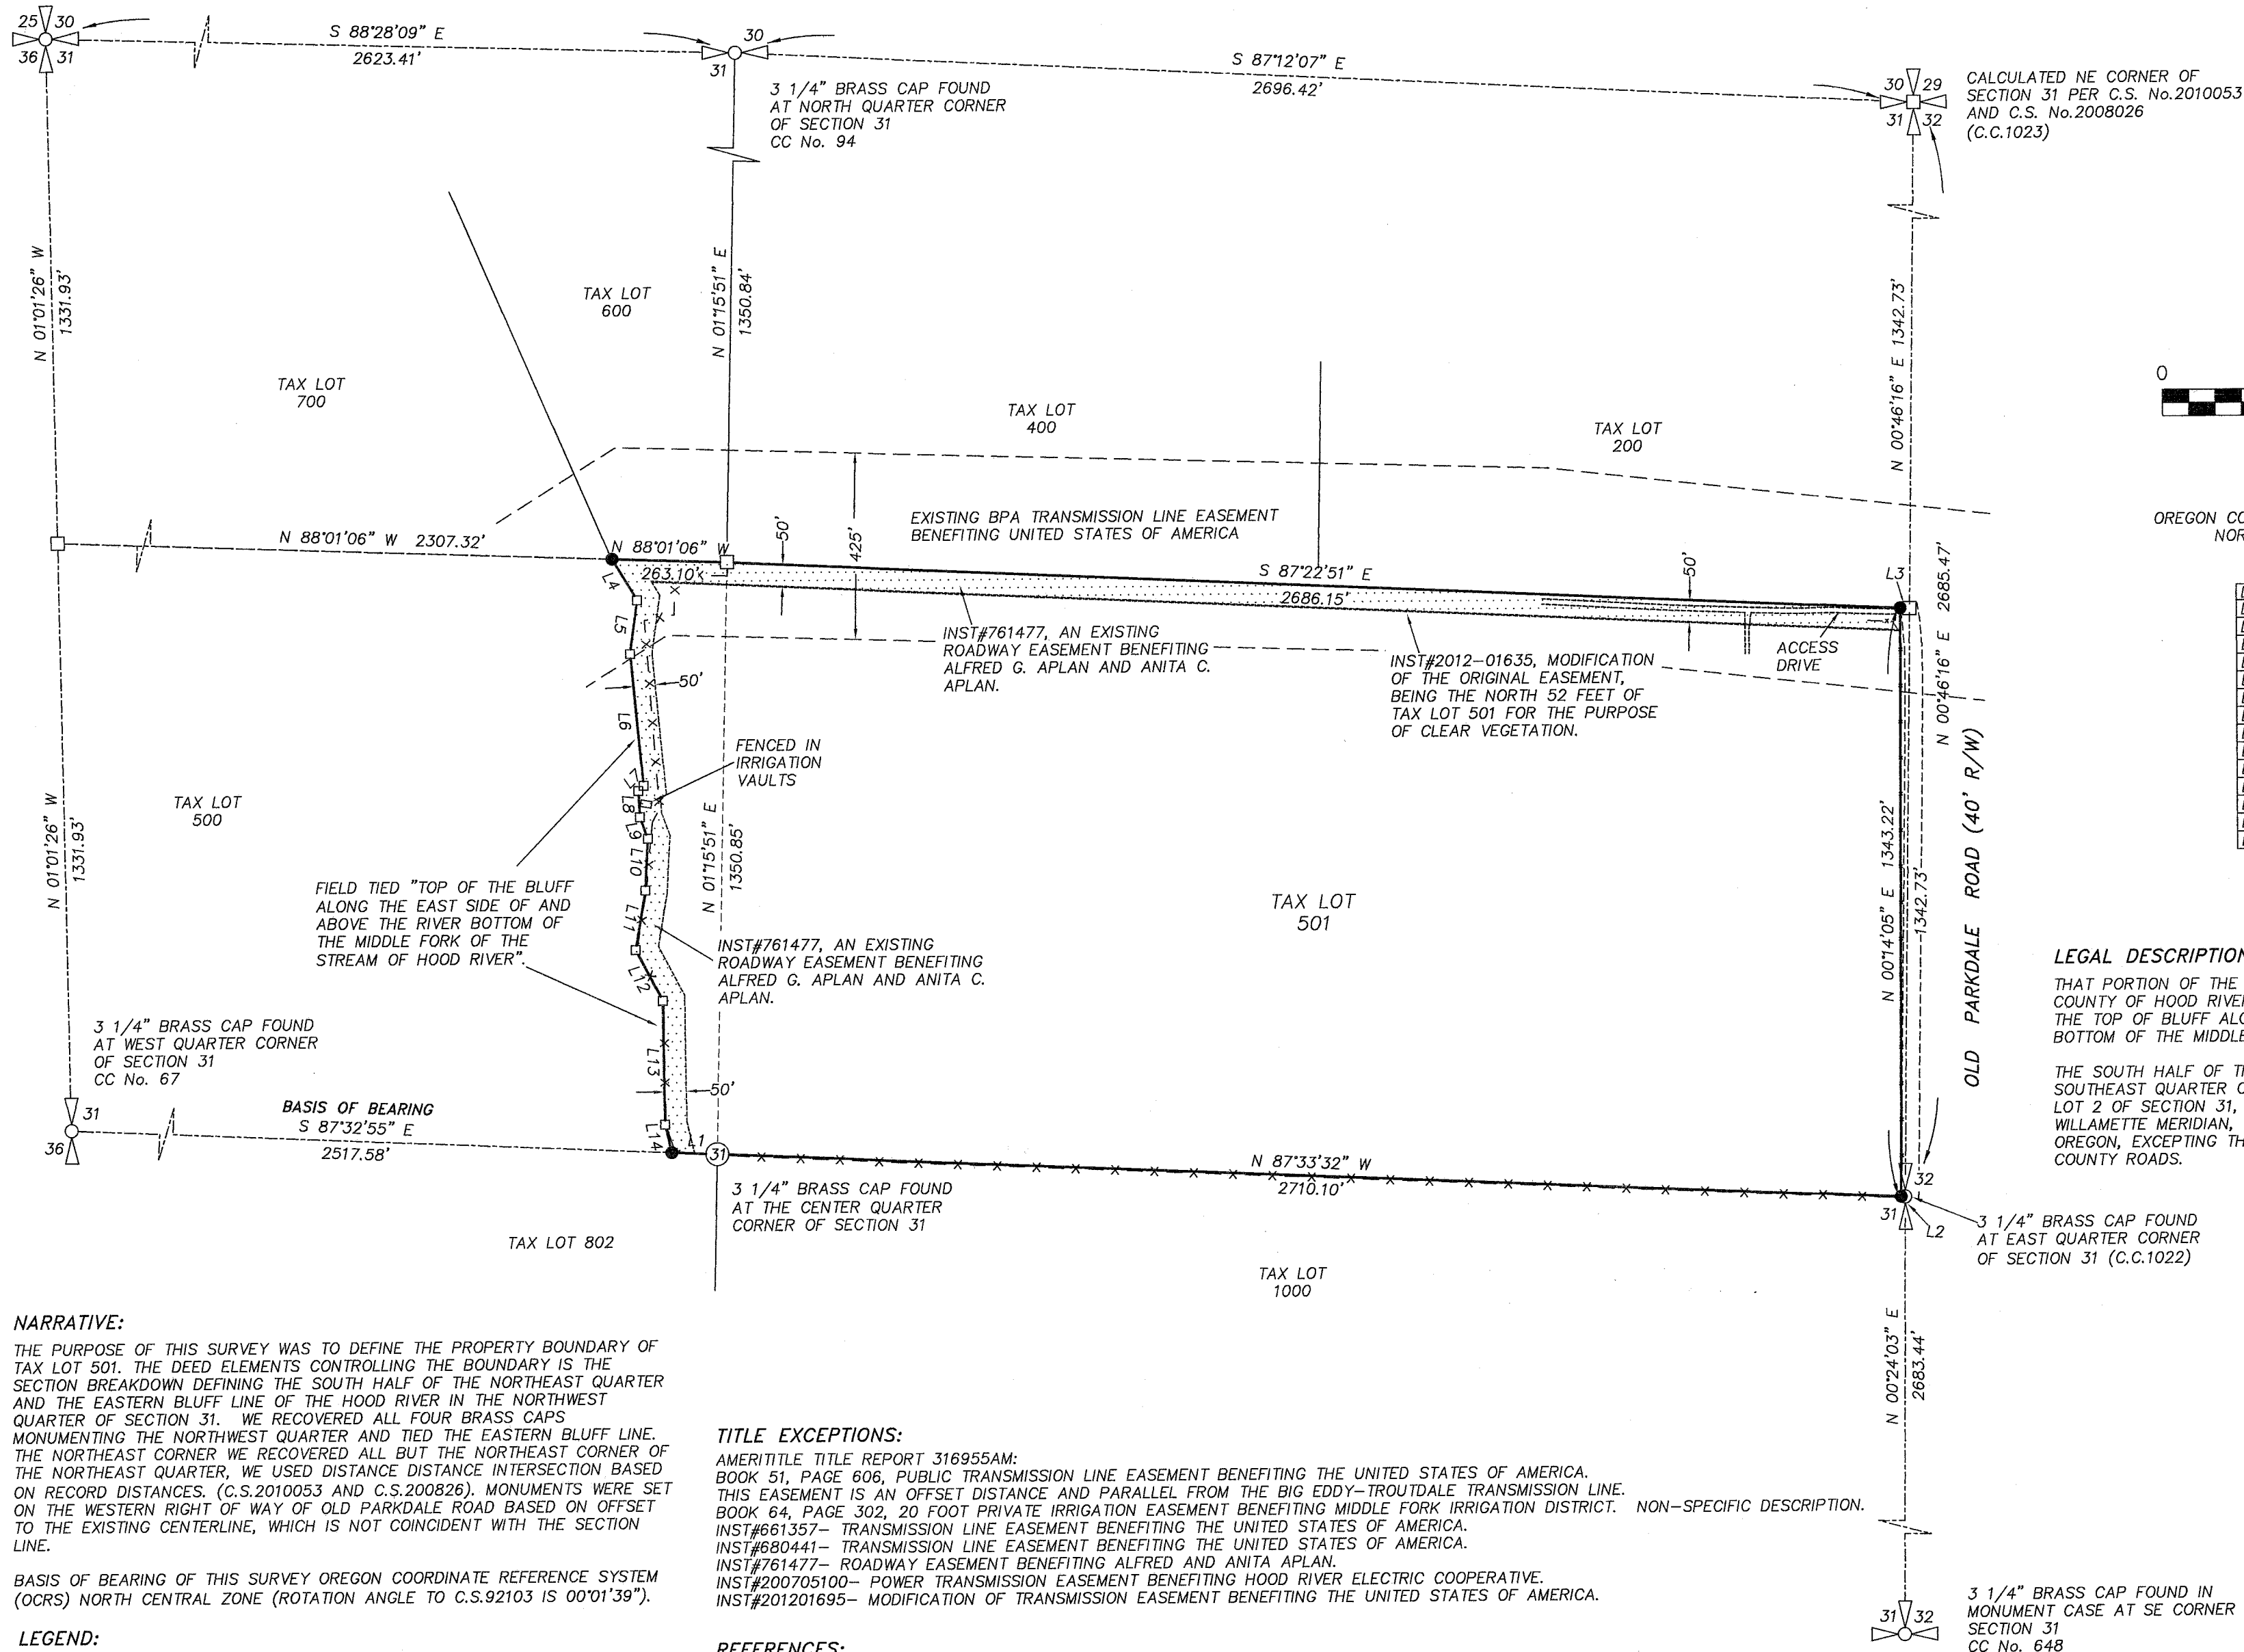 25 30
36 31
S 88°28'09" E
2623.41'
30
31
3 1/4" BRASS CAP FOUND
AT NORTH QUARTER CORNER
OF SECTION 31
CC No. 94
S 87°12'07" E
2696.42'
30 29
31 32
CALCULATED NE CORNER OF
SECTION 31 PER C.S. No.2010053
AND C.S. No.2008026
(C.C.1023)
N 01°01'26" W
1331.93'
TAX LOT
600
N 01°15'51" E
1350.84'
N 00°46'16" E 1342.73'
TAX LOT
700
TAX LOT
400
TAX LOT
200
0
EXISTING BPA TRANSMISSION LINE EASEMENT
BENEFITING UNITED STATES OF AMERICA
OREGON CO
NOR
N 88°01'06" W 2307.32'
N 88°01'06" W
263.10'
50'
425'
S 87°22'51" E
2686.15'
50'
L3
N 00°46'16" E 2685.47'
L4
L5
INST#761477, AN EXISTING
ROADWAY EASEMENT BENEFITING
ALFRED G. APLAN AND ANITA C.
APLAN.
INST#2012-01635, MODIFICATION
OF THE ORIGINAL EASEMENT,
BEING THE NORTH 52 FEET OF
TAX LOT 501 FOR THE PURPOSE
OF CLEAR VEGETATION.
ACCESS
DRIVE
50'
L6
FENCED IN
IRRIGATION
VAULTS
L7
L8
L9
L10
L11
L12
L13
L14
TAX LOT
500
N 01°01'26" W
1331.93'
N 01°15'51" E
1350.85'
N 00°14'05" E 1343.22'
1342.73'
OLD PARKDALE ROAD (40' R/W)
FIELD TIED "TOP OF THE BLUFF
ALONG THE EAST SIDE OF AND
ABOVE THE RIVER BOTTOM OF
THE MIDDLE FORK OF THE
STREAM OF HOOD RIVER".
TAX LOT
501
INST#761477, AN EXISTING
ROADWAY EASEMENT BENEFITING
ALFRED G. APLAN AND ANITA C.
APLAN.
LEGAL DESCRIPTION
THAT PORTION OF THE
COUNTY OF HOOD RIVER
THE TOP OF BLUFF ALO
BOTTOM OF THE MIDDLE
THE SOUTH HALF OF TH
SOUTHEAST QUARTER O
LOT 2 OF SECTION 31,
WILLAMETTE MERIDIAN,
OREGON, EXCEPTING TH
COUNTY ROADS.
3 1/4" BRASS CAP FOUND
AT WEST QUARTER CORNER
OF SECTION 31
CC No. 67
50'
31
36
BASIS OF BEARING
S 87°32'55" E
2517.58'
L1
31
N 87°33'32" W
2710.10'
3 1/4" BRASS CAP FOUND
AT THE CENTER QUARTER
CORNER OF SECTION 31
32
31
L2
3 1/4" BRASS CAP FOUND
AT EAST QUARTER CORNER
OF SECTION 31 (C.C.1022)
TAX LOT 802
TAX LOT
1000
N 00°24'03" E
2683.44'
NARRATIVE:
THE PURPOSE OF THIS SURVEY WAS TO DEFINE THE PROPERTY BOUNDARY OF
TAX LOT 501. THE DEED ELEMENTS CONTROLLING THE BOUNDARY IS THE
SECTION BREAKDOWN DEFINING THE SOUTH HALF OF THE NORTHEAST QUARTER
AND THE EASTERN BLUFF LINE OF THE HOOD RIVER IN THE NORTHWEST
QUARTER OF SECTION 31. WE RECOVERED ALL FOUR BRASS CAPS
MONUMENTING THE NORTHWEST QUARTER AND TIED THE EASTERN BLUFF LINE.
THE NORTHEAST CORNER WE RECOVERED ALL BUT THE NORTHEAST CORNER OF
THE NORTHEAST QUARTER, WE USED DISTANCE DISTANCE INTERSECTION BASED
ON RECORD DISTANCES. (C.S.2010053 AND C.S.200826). MONUMENTS WERE SET
ON THE WESTERN RIGHT OF WAY OF OLD PARKDALE ROAD BASED ON OFFSET
TO THE EXISTING CENTERLINE, WHICH IS NOT COINCIDENT WITH THE SECTION
LINE.
BASIS OF BEARING OF THIS SURVEY OREGON COORDINATE REFERENCE SYSTEM
(OCRS) NORTH CENTRAL ZONE (ROTATION ANGLE TO C.S.92103 IS 00°01'39").
LEGEND:
TITLE EXCEPTIONS:
AMERITITLE TITLE REPORT 316955AM:
BOOK 51, PAGE 606, PUBLIC TRANSMISSION LINE EASEMENT BENEFITING THE UNITED STATES OF AMERICA.
THIS EASEMENT IS AN OFFSET DISTANCE AND PARALLEL FROM THE BIG EDDY-TROUTDALE TRANSMISSION LINE.
BOOK 64, PAGE 302, 20 FOOT PRIVATE IRRIGATION EASEMENT BENEFITING MIDDLE FORK IRRIGATION DISTRICT. NON-SPECIFIC DESCRIPTION.
INST#661357- TRANSMISSION LINE EASEMENT BENEFITING THE UNITED STATES OF AMERICA.
INST#680441- TRANSMISSION LINE EASEMENT BENEFITING THE UNITED STATES OF AMERICA.
INST#761477- ROADWAY EASEMENT BENEFITING ALFRED AND ANITA APLAN.
INST#200705100- POWER TRANSMISSION EASEMENT BENEFITING HOOD RIVER ELECTRIC COOPERATIVE.
INST#201201695- MODIFICATION OF TRANSMISSION EASEMENT BENEFITING THE UNITED STATES OF AMERICA.
REFERENCES:
31 32
3 1/4" BRASS CAP FOUND IN
MONUMENT CASE AT SE CORNER
SECTION 31
CC No. 648